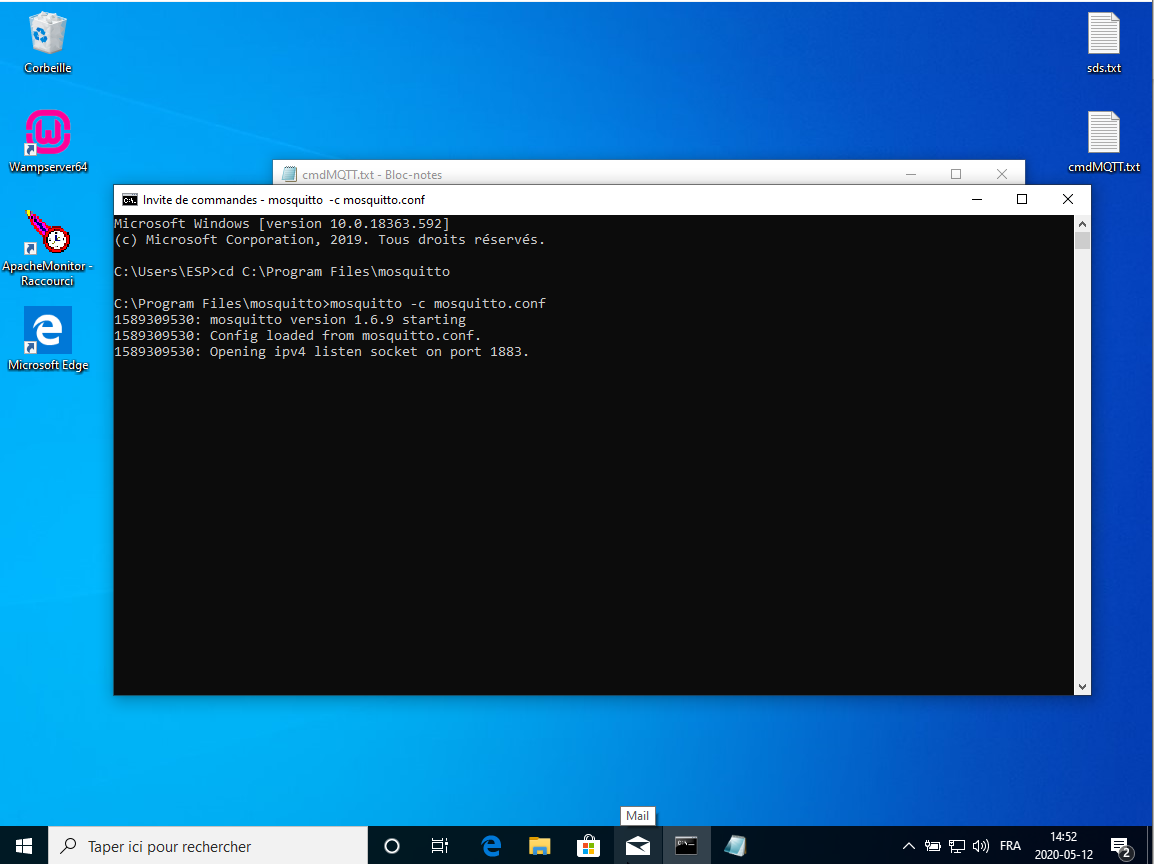 Corbeille
Wampserver64
ApacheMonitor -
Raccourci
Microsoft Edge
sds.txt
cmdMQTT.txt
cmdMQTT.txt - Bloc-notes
Invite de commandes - mosquitto  -c mosquitto.conf
Microsoft Windows [version 10.0.18363.592]
(c) Microsoft Corporation, 2019. Tous droits réservés.
C:\Users\ESP>cd C:\Program Files\mosquitto
C:\Program Files\mosquitto>mosquitto -c mosquitto.conf
1589309530: mosquitto version 1.6.9 starting
1589309530: Config loaded from mosquitto.conf.
1589309530: Opening ipv4 listen socket on port 1883.
Mail
Taper ici pour rechercher
FRA
14:52
2020-05-12
2